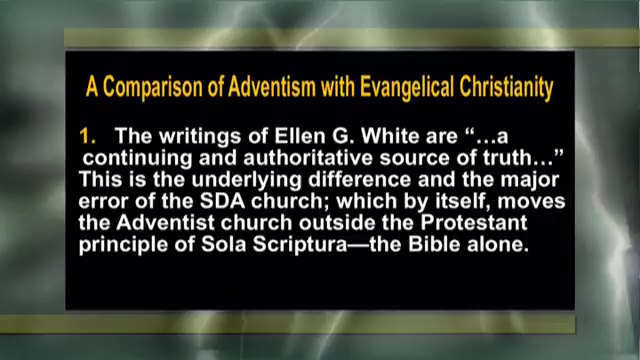 A Comparison of Adventism with Evangelical Christianity
1. The writings of Ellen G. White are “…a
continuing and authoritative source of truth…”
This is the underlying difference and the major
error of the SDA church; which by itself, moves
the Adventist church outside the Protestant
principle of Sola Scriptura—the Bible alone.